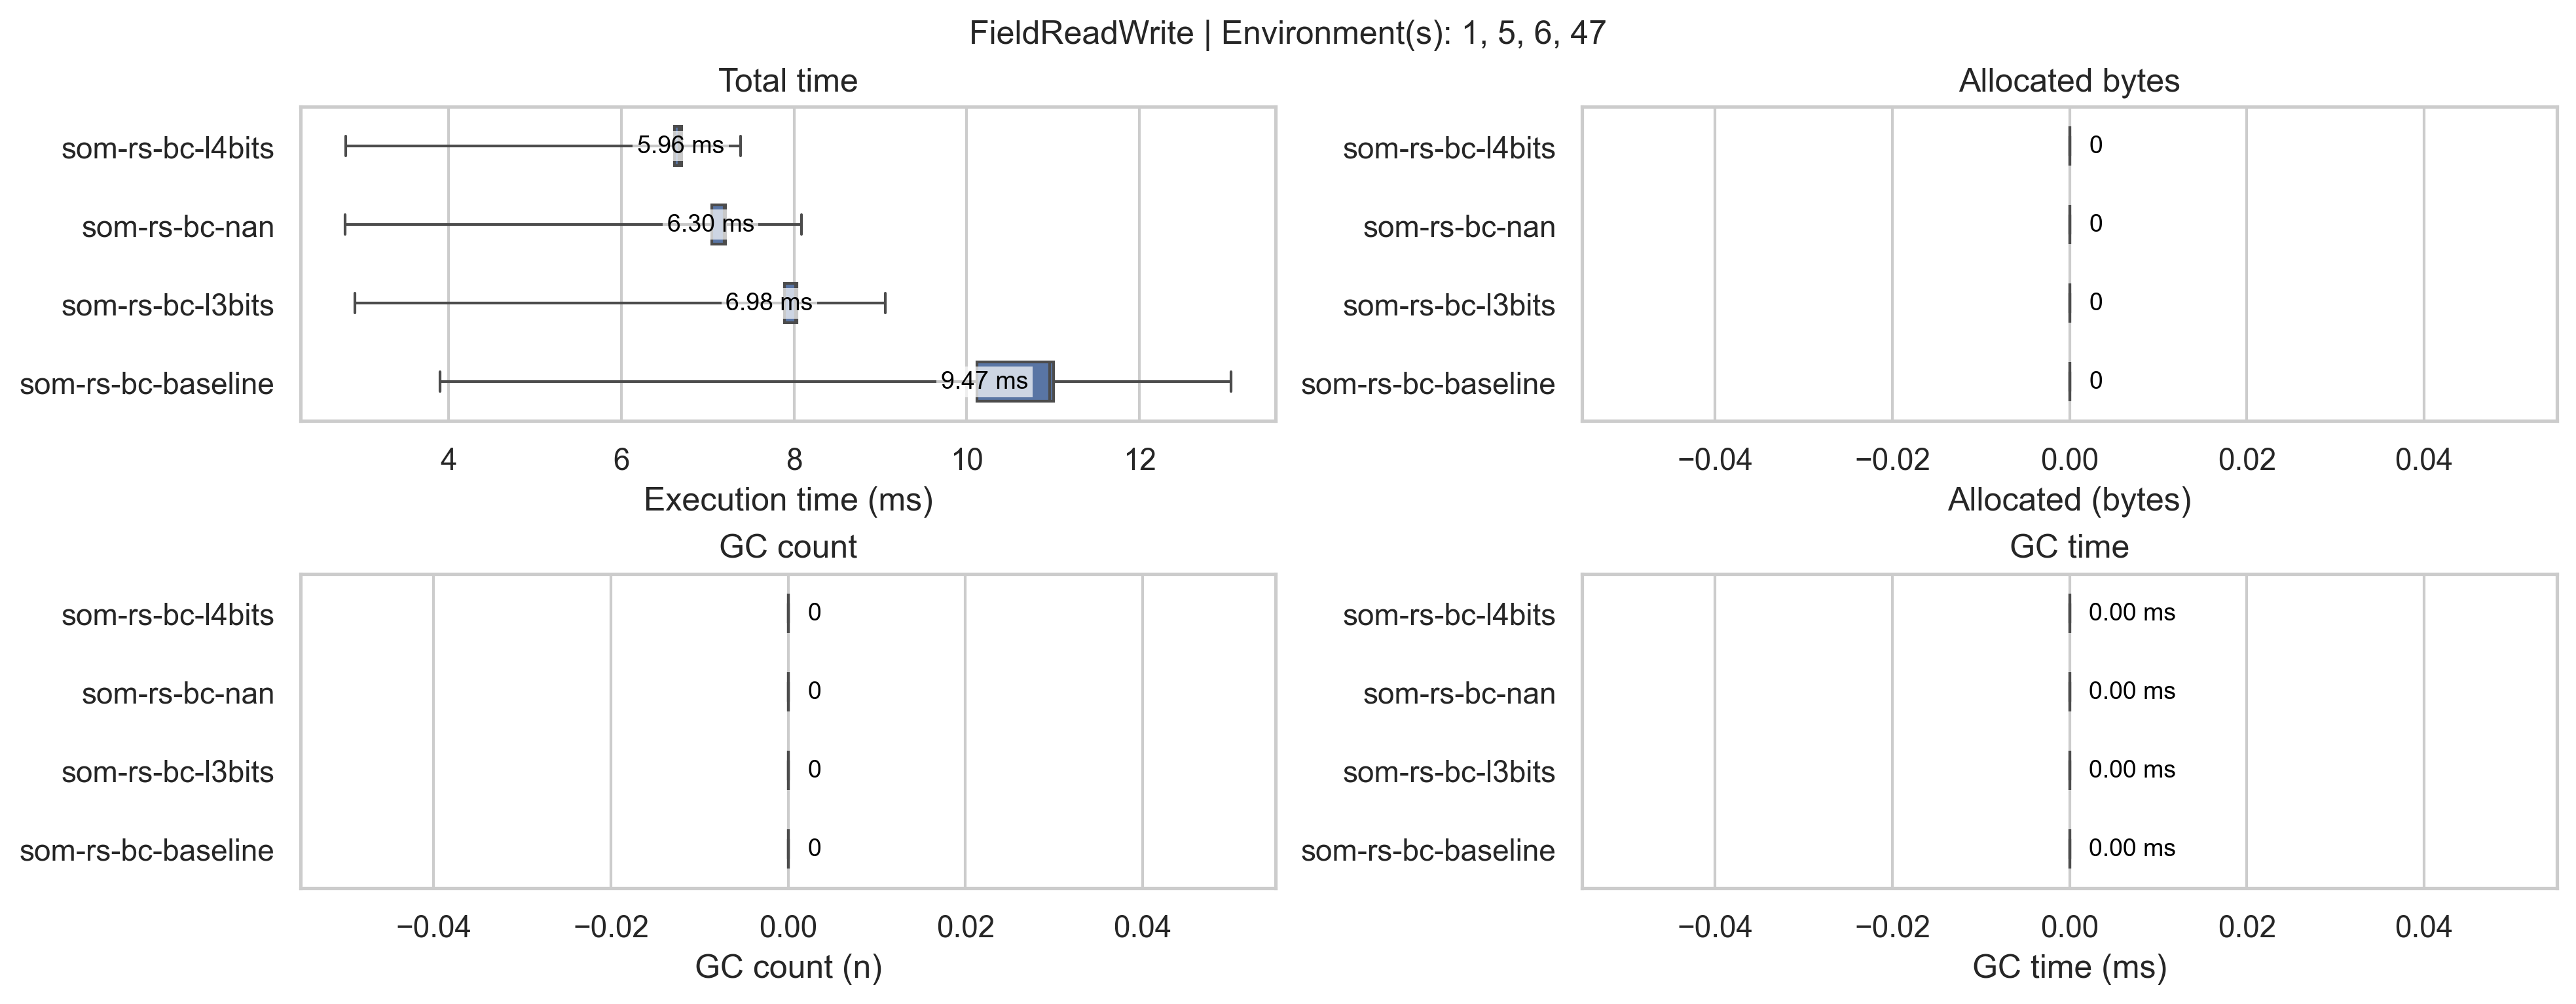 FieldReadWrite | Environment(s): 1, 5, 6, 47
Total time
som-rs-bc-l4bits
5.96 ms
som-rs-bc-nan
6.30 ms
som-rs-bc-l3bits
6.98 ms
som-rs-bc-baseline
9.47 ms
4 6 8 10 12
Execution time (ms)
Allocated bytes
som-rs-bc-l4bits
0
som-rs-bc-nan
0
som-rs-bc-l3bits
0
som-rs-bc-baseline
0
−0.04 −0.02 0.00 0.02 0.04
Allocated (bytes)
GC count
som-rs-bc-l4bits
0
som-rs-bc-nan
0
som-rs-bc-l3bits
0
som-rs-bc-baseline
0
−0.04 −0.02 0.00 0.02 0.04
GC count (n)
GC time
som-rs-bc-l4bits
0.00 ms
som-rs-bc-nan
0.00 ms
som-rs-bc-l3bits
0.00 ms
som-rs-bc-baseline
0.00 ms
−0.04 −0.02 0.00 0.02 0.04
GC time (ms)